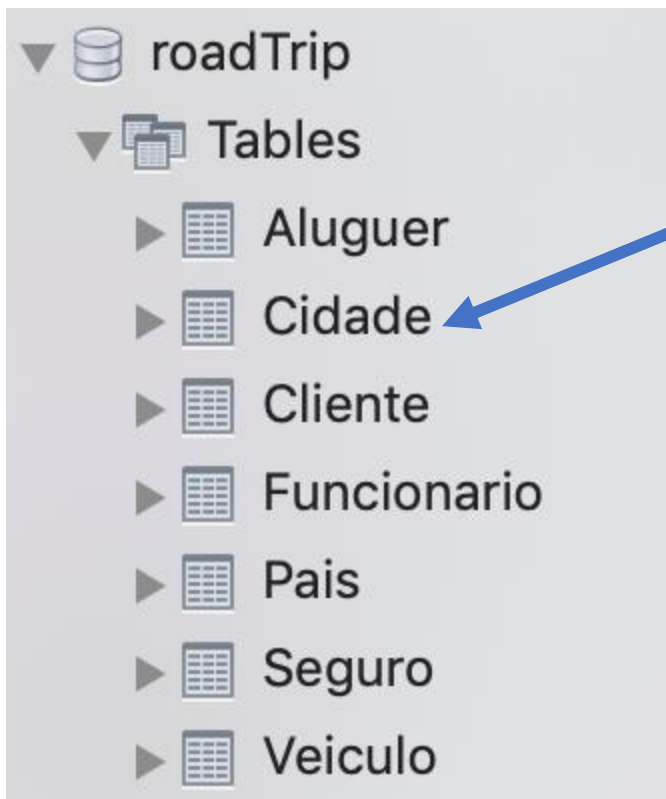 roadTrip
Tables
Aluguer
Cidade
Cliente
Funcionario
Pais
Seguro
Veiculo